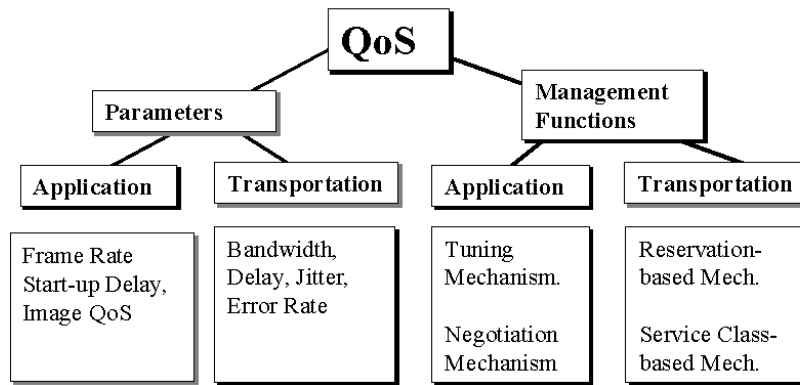 QoS
Parameters
Management
Functions
Application
Transportation
Application
Transportation
Frame Rate
Start-up Delay,
Image QoS
Bandwidth,
Delay, Jitter,
Error Rate
Tuning
Mechanism.
Negotiation
Mechanism
Reservation-
based Mech.
Service Class-
based Mech.